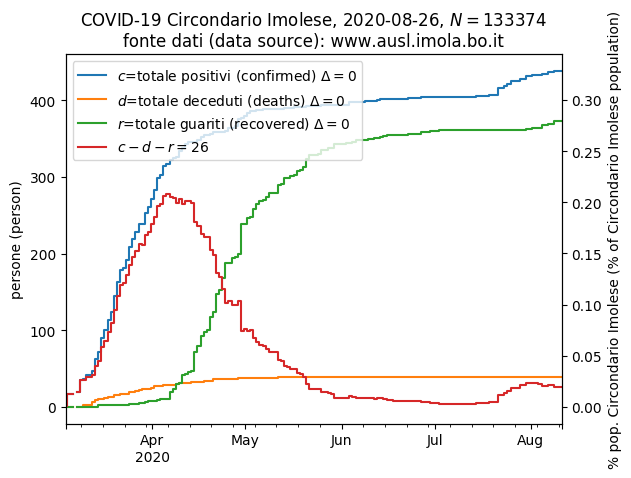 COVID-19 Circondario Imolese, 2020-08-26, N = 133374
fonte dati (data source): www.ausl.imola.bo.it
c=totale positivi (confirmed) Δ = 0
d=totale deceduti (deaths) Δ = 0
r=totale guariti (recovered) Δ = 0
c − d − r = 26
persone (person)
400
300
200
100
0
% pop. Circondario Imolese (% of Circondario Imolese population)
0.30
0.25
0.20
0.15
0.10
0.05
0.00
Apr
2020
May
Jun
Jul
Aug